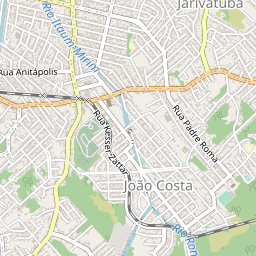 Jarivatuba
Rio Itaum-Mirim
Rua Anitápolis
Rua Padre Roma
Rua Kesser Zattar
João Costa